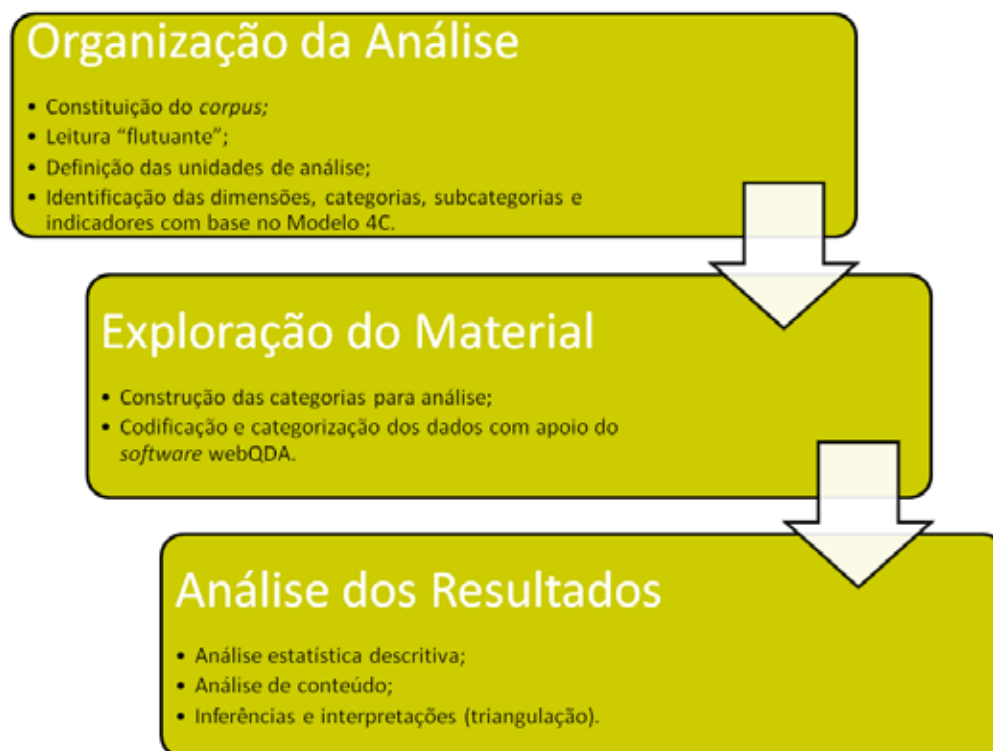 Organização da Análise
• Constituição do corpus;
• Leitura “flutuante”;
• Definição das unidades de análise;
• Identificação das dimensões, categorias, subcategorias e
indicadores com base no Modelo 4C.
Exploração do Material
• Construção das categorias para análise;
• Codificação e categorização dos dados com apoio do
software webQDA.
Análise dos Resultados
• Análise estatística descritiva;
• Análise de conteúdo;
• Inferências e interpretações (triangulação).